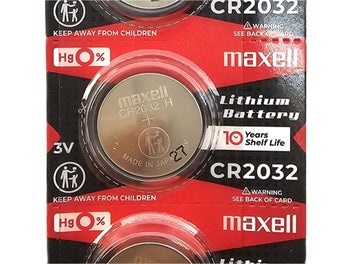 CR2032
KEEP AWAY FROM CHILDREN
⚠WARNING
SEE BACK OF CARD
Hg0%
maxell
maxell
CR2032 H
+
MADE IN JAPAN
27
Lithium
Battery
10 Years
Shelf Life
3V
CR2032
KEEP AWAY FROM CHILDREN
⚠WARNING
SEE BACK OF CARD
Hg0%
maxell
Lithium